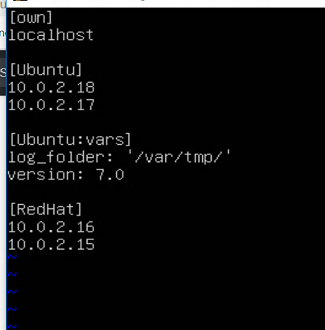 [own]
localhost
[Ubuntu]
10.0.2.18
10.0.2.17
[Ubuntu:vars]
log_folder: '/var/tmp/'
version: 7.0
[RedHat]
10.0.2.16
10.0.2.15
~
~
~
~
~